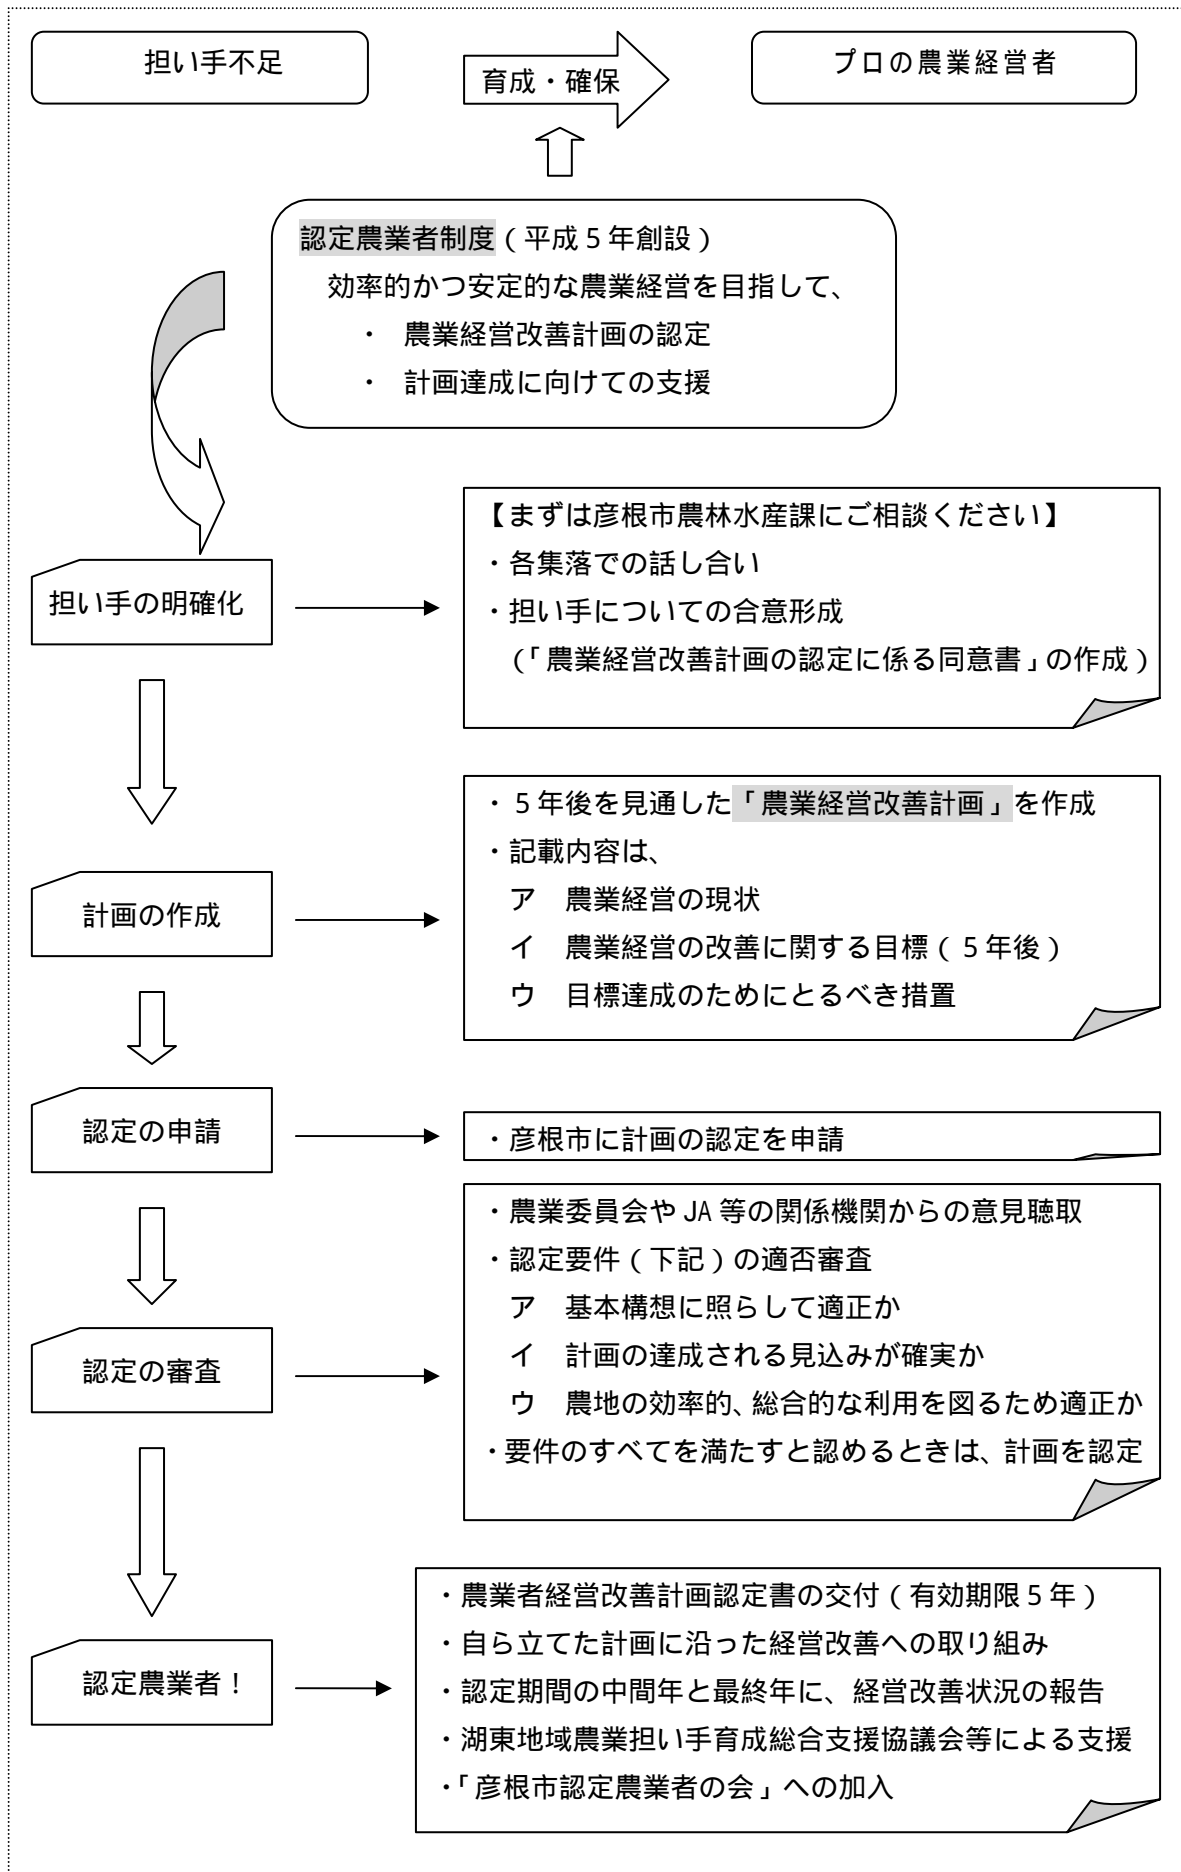 担い手不足
育成・確保
プロの農業経営者
認定農業者制度(平成5年創設)
効率的かつ安定的な農業経営を目指して、
・ 農業経営改善計画の認定
・ 計画達成に向けての支援
担い手の明確化
【まずは彦根市農林水産課にご相談ください】
・各集落での話し合い
・担い手についての合意形成
(「農業経営改善計画の認定に係る同意書」の作成)
計画の作成
・5年後を見通した「農業経営改善計画」を作成
・記載内容は、
ア 農業経営の現状
イ 農業経営の改善に関する目標(5年後)
ウ 目標達成のためにとるべき措置
認定の申請
・彦根市に計画の認定を申請
認定の審査
・農業委員会やJA等の関係機関からの意見聴取
・認定要件(下記)の適否審査
ア 基本構想に照らして適正か
イ 計画の達成される見込みが確実か
ウ 農地の効率的、総合的な利用を図るため適正か
・要件のすべてを満たすと認めるときは、計画を認定
認定農業者!
・農業者経営改善計画認定書の交付(有効期限5年)
・自ら立てた計画に沿った経営改善への取り組み
・認定期間の中間年と最終年に、経営改善状況の報告
・湖東地域農業担い手育成総合支援協議会等による支援
・「彦根市認定農業者の会」への加入